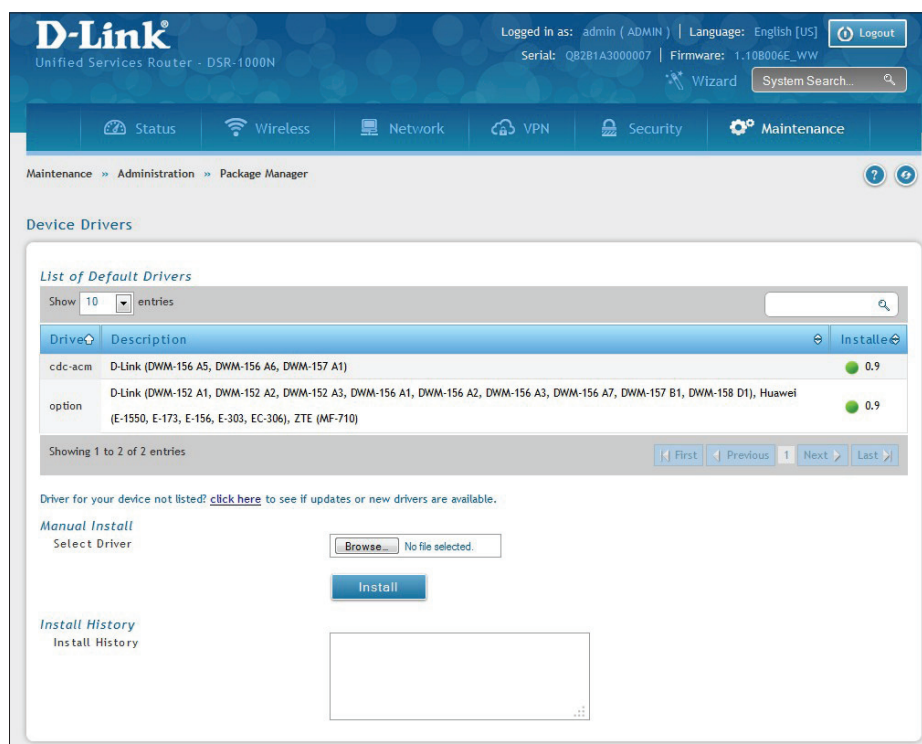 D-Link
Unified Services Router - DSR-1000N
Logged in as: admin ( ADMIN ) | Language: English [US]
Logout
Serial: QB2B1A3000007 | Firmware: 1.10B006E_WW
Wizard
System Search...
Status
Wireless
Network
VPN
Security
Maintenance
Maintenance » Administration » Package Manager
Device Drivers
List of Default Drivers
Show 10 entries
Drive Description Installe
cdc-acm D-Link (DWM-156 A5, DWM-156 A6, DWM-157 A1) 0.9
option D-Link (DWM-152 A1, DWM-152 A2, DWM-152 A3, DWM-156 A1, DWM-156 A2, DWM-156 A3, DWM-156 A7, DWM-157 B1, DWM-158 D1), Huawei
(E-1550, E-173, E-156, E-303, EC-306), ZTE (MF-710) 0.9
Showing 1 to 2 of 2 entries
First Previous 1 Next Last
Driver for your device not listed? click here to see if updates or new drivers are available.
Manual Install
Select Driver
Browse... No file selected.
Install
Install History
Install History